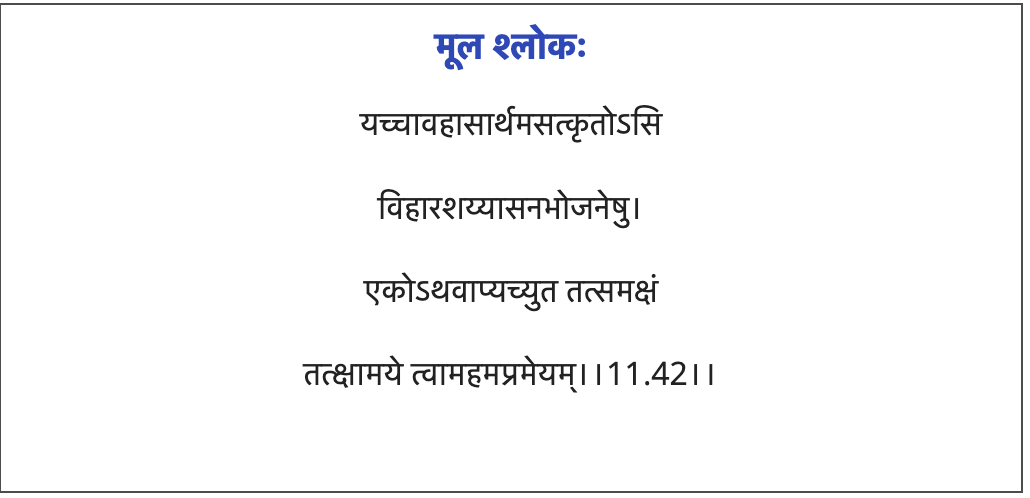 मूल श्लोकः
यच्चावहासार्थमसत्कृतोऽसि
विहारशय्यासनभोजनेषु।
एकोऽथवाप्यच्युत तत्समक्षं
तत्क्षामये त्वामहमप्रमेयम्।।11.42।।